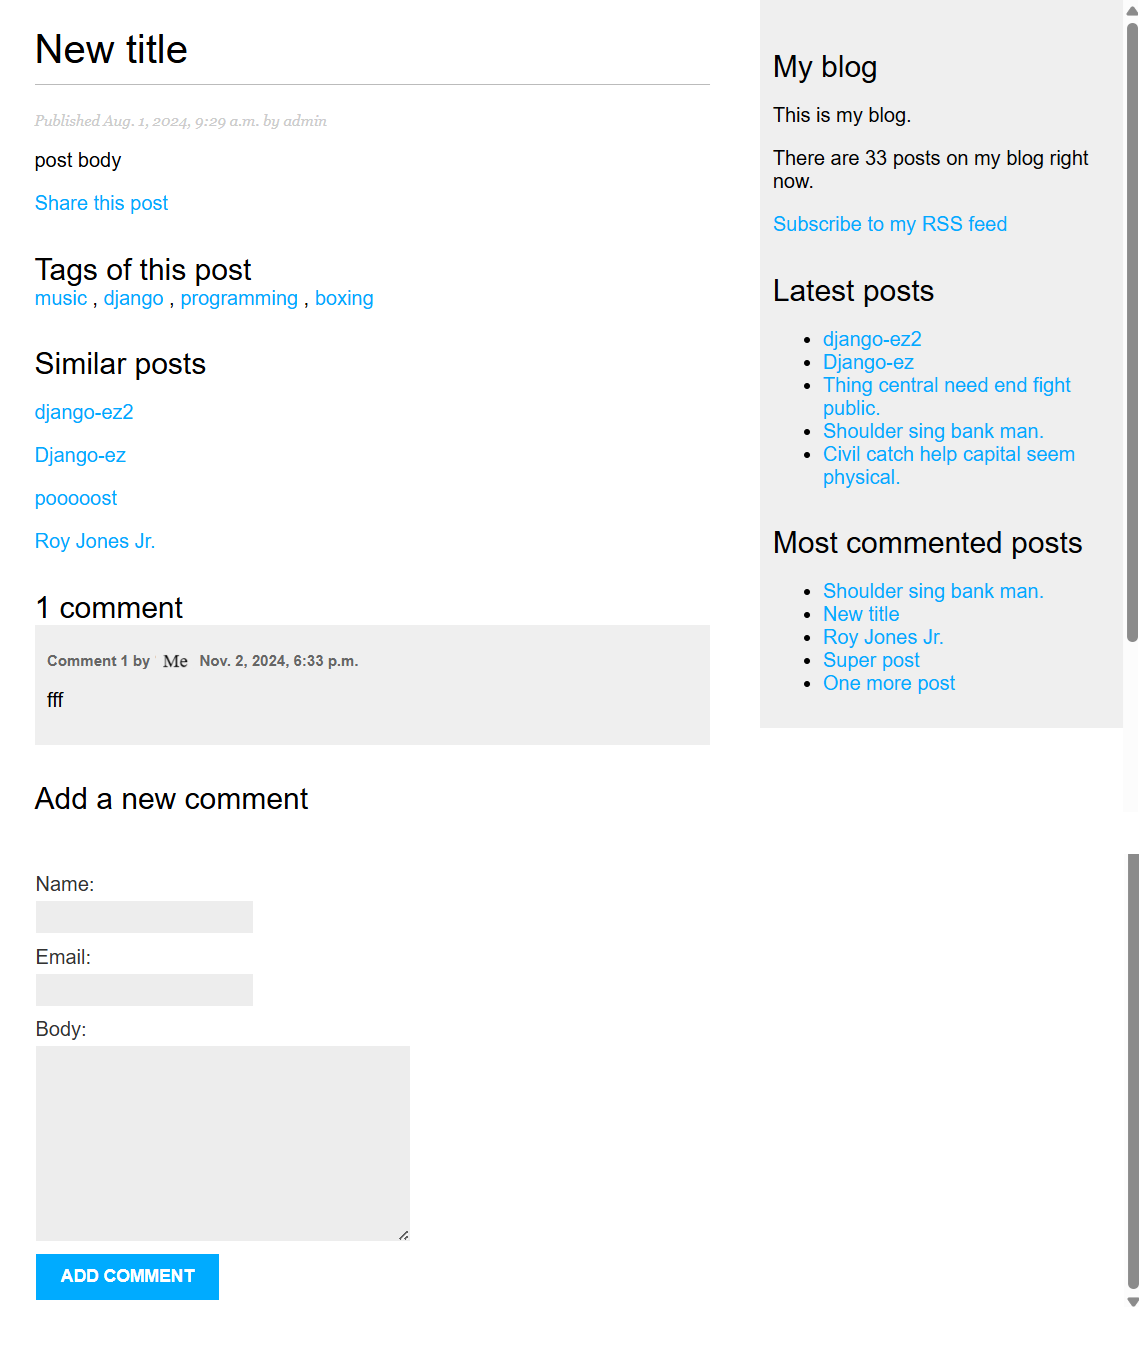 New title
Published Aug. 1, 2024, 9:29 a.m. by admin
post body
Share this post
Tags of this post
music , django , programming , boxing
Similar posts
django-ez2
Django-ez
pooooost
Roy Jones Jr.
1 comment
Comment 1 by Me Nov. 2, 2024, 6:33 p.m.
fff
Add a new comment
Name:
Email:
Body:
ADD COMMENT
My blog
This is my blog.
There are 33 posts on my blog right
now.
Subscribe to my RSS feed
Latest posts
django-ez2
Django-ez
Thing central need end fight
public.
Shoulder sing bank man.
Civil catch help capital seem
physical.
Most commented posts
Shoulder sing bank man.
New title
Roy Jones Jr.
Super post
One more post